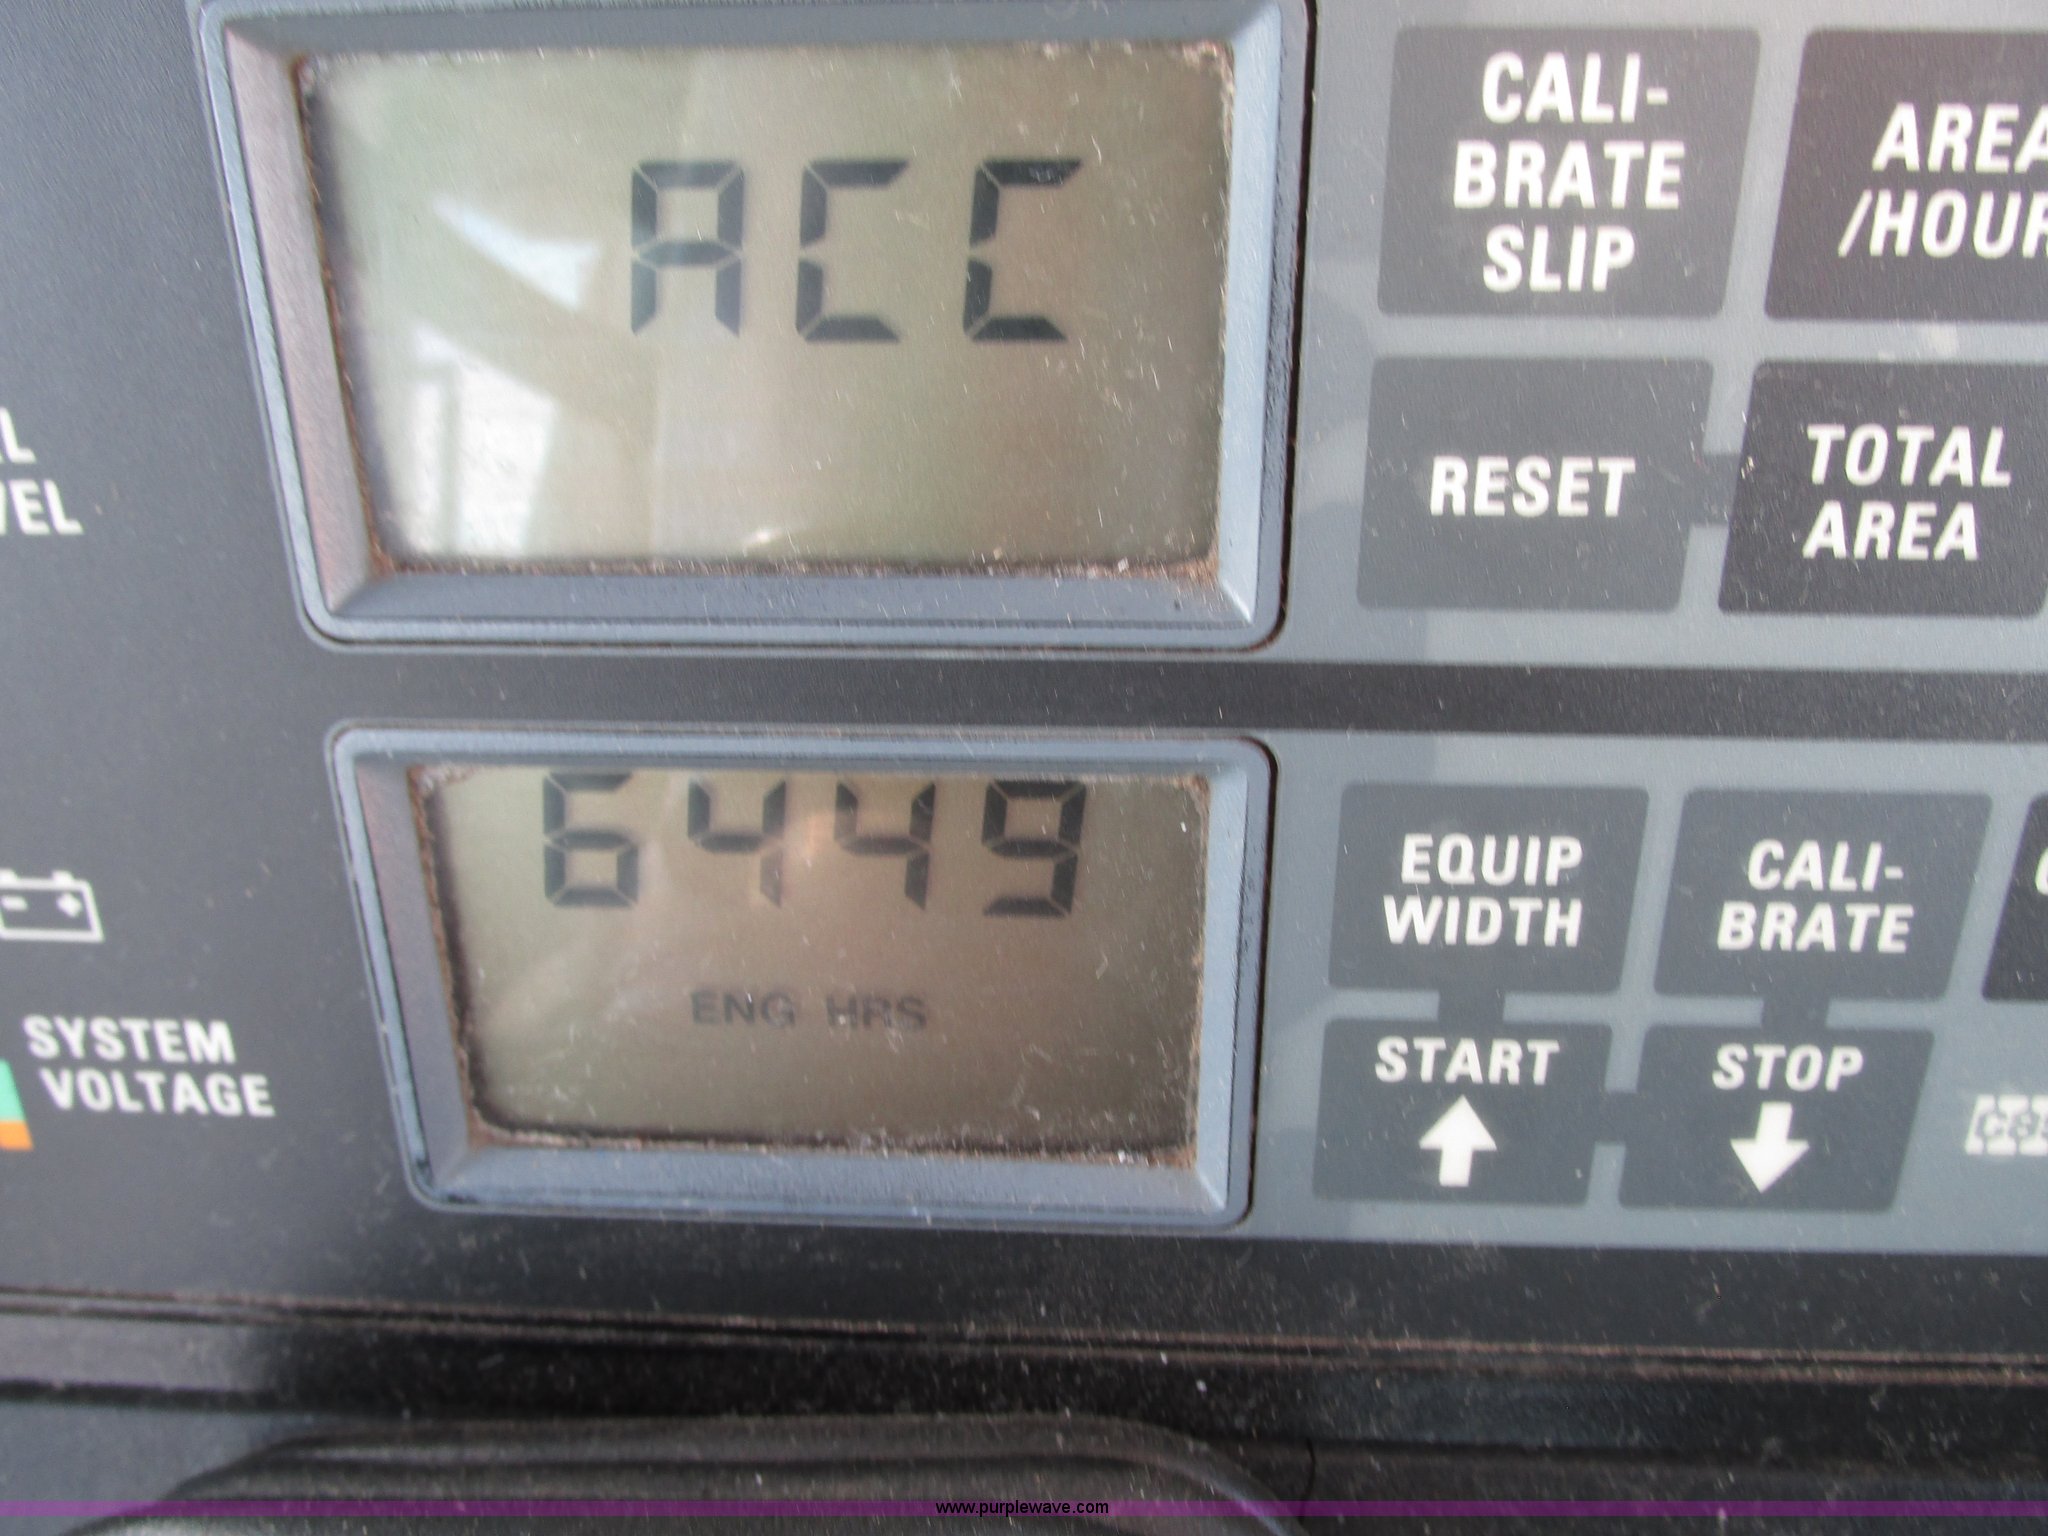 ACC
CALI-
BRATE
SLIP
AREA
/HOUR
RESET
TOTAL
AREA
6449
ENG HRS
EQUIP
WIDTH
CALI-
BRATE
START
STOP
SYSTEM
VOLTAGE
www.purplewave.com